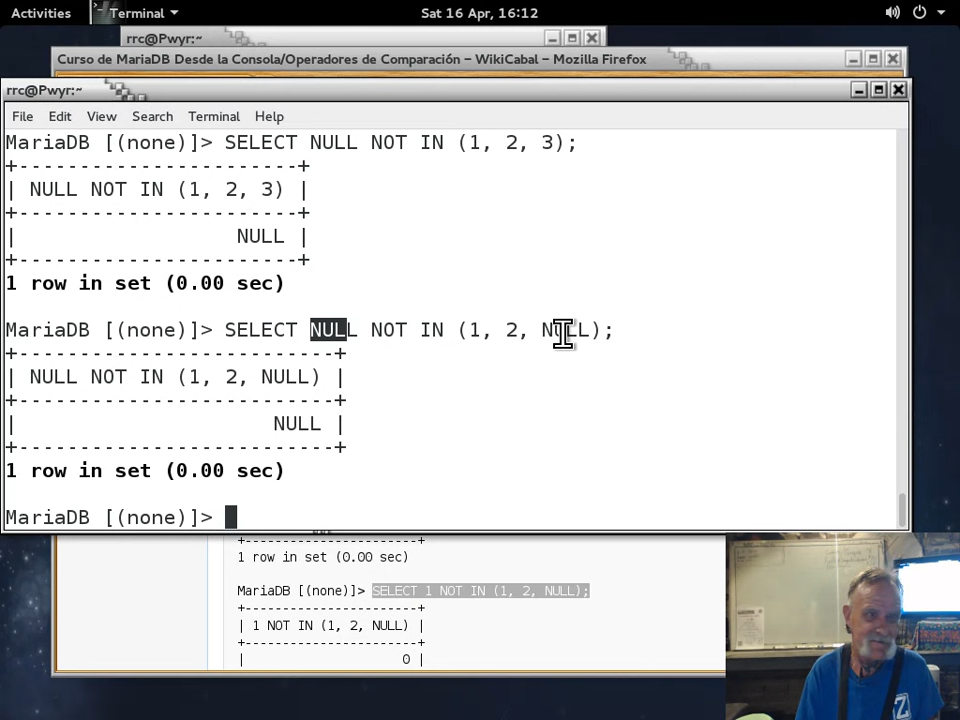 Activities Terminal Sat 16 Apr, 16:12
rrc@Pwyr:~
Curso de MariaDB Desde la Consola/Operadores de Comparación – WikiCabal – Mozilla Firefox
rrc@Pwyr:~
File Edit View Search Terminal Help
MariaDB [(none)]> SELECT NULL NOT IN (1, 2, 3);
+-----------------------+
| NULL NOT IN (1, 2, 3) |
+-----------------------+
|                  NULL |
+-----------------------+
1 row in set (0.00 sec)
MariaDB [(none)]> SELECT NULL NOT IN (1, 2, NULL);
+--------------------------+
| NULL NOT IN (1, 2, NULL) |
+--------------------------+
|                     NULL |
+--------------------------+
1 row in set (0.00 sec)
MariaDB [(none)]>
+-----------------------+
1 row in set (0.00 sec)
MariaDB [(none)]> SELECT 1 NOT IN (1, 2, NULL);
+-----------------------+
| 1 NOT IN (1, 2, NULL) |
+-----------------------+
|                     0 |